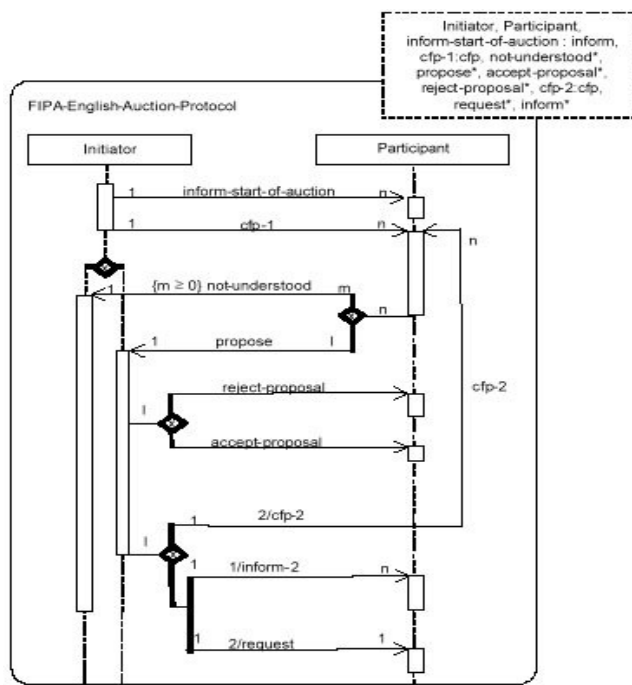 Initiator, Participant,
inform-start-of-auction : inform,
cfp-1:cfp, not-understood*,
propose*, accept-proposal*,
reject-proposal*, cfp-2:cfp,
request*, inform*
FIPA-English-Auction-Protocol
Initiator
Participant
1 inform-start-of-auction n
1 cfp-1 n
n
1 {m ≥ 0} not-understood m
x
n
1 propose l
cfp-2
reject-proposal
l x
accept-proposal
1 2/cfp-2
l x
1 1/inform-2 n
1 2/request 1